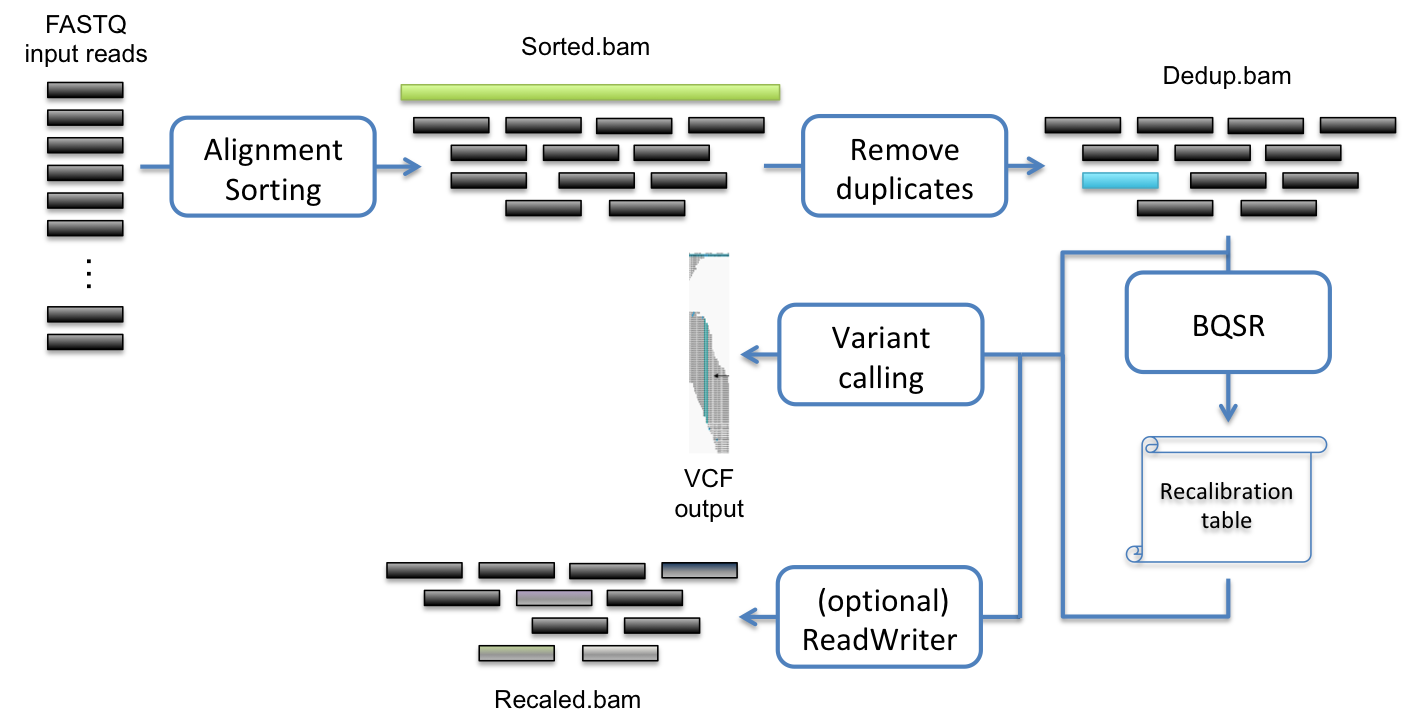 FASTQ
input reads
Sorted.bam
Dedup.bam
Alignment
Sorting
Remove
duplicates
BQSR
Variant
calling
VCF
output
Recalibration
table
(optional)
ReadWriter
Recaled.bam